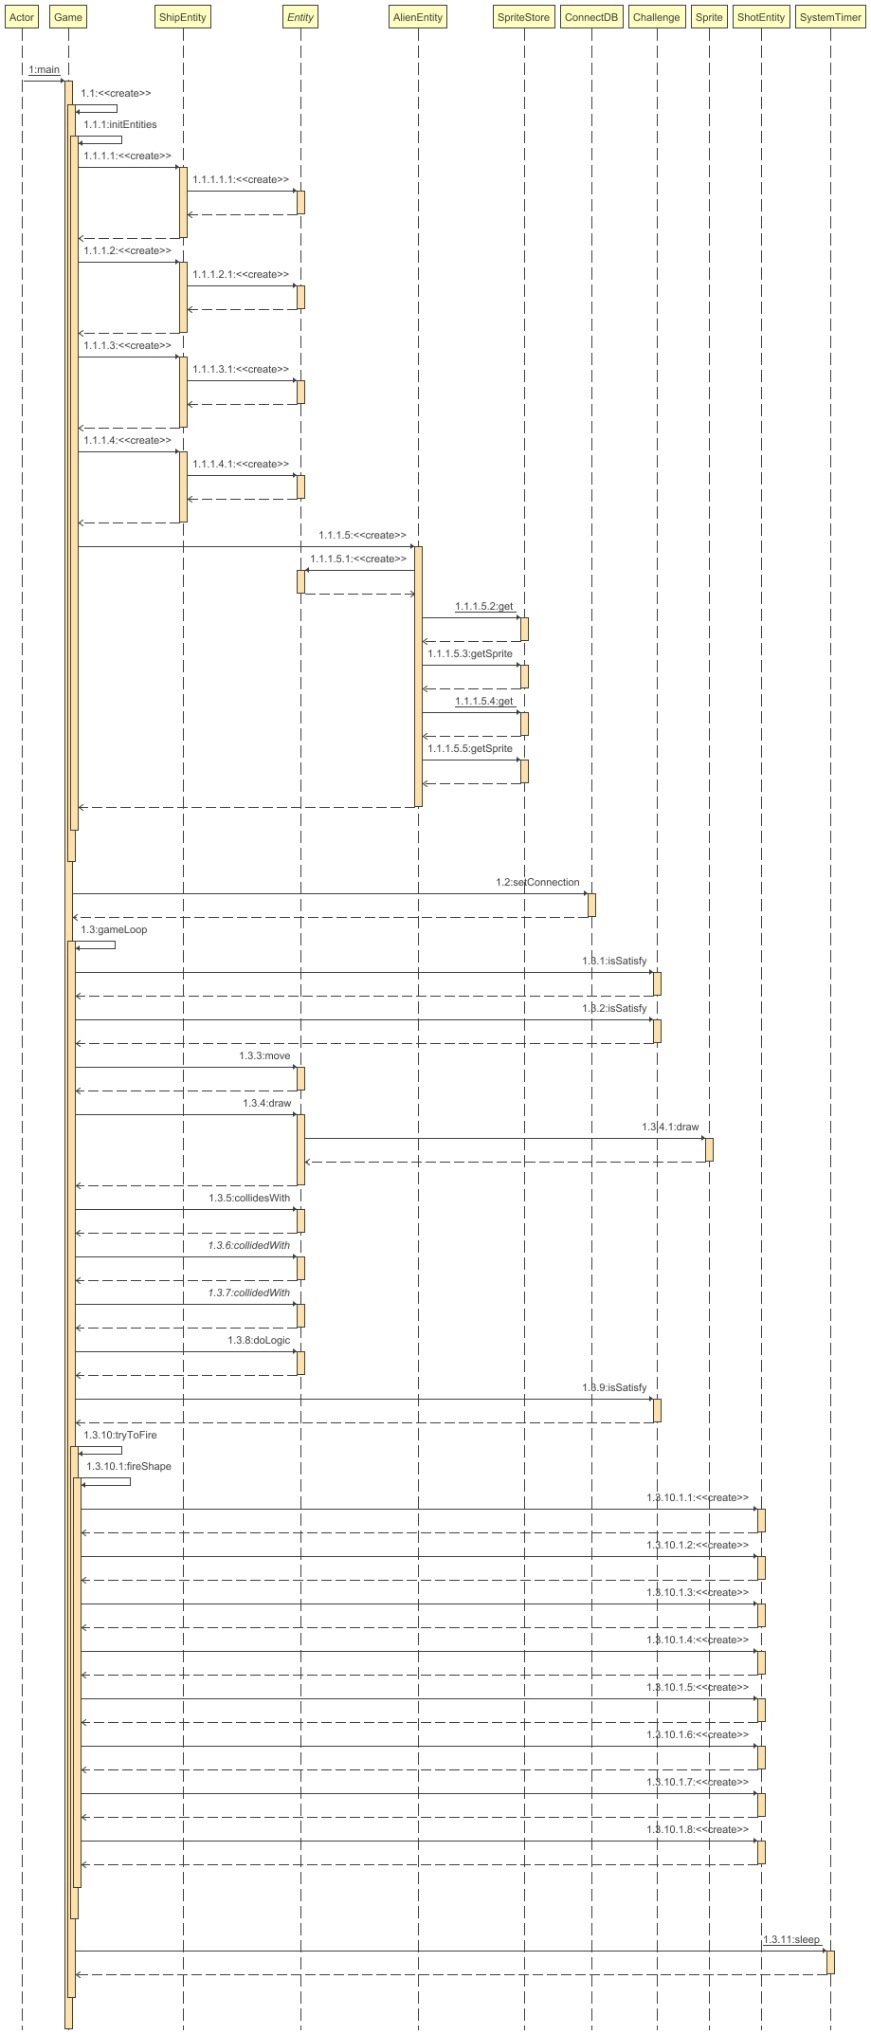 Actor Game ShipEntity Entity AlienEntity SpriteStore ConnectDB Challenge Sprite ShotEntity SystemTimer
1:main
1.1:<<create>>
1.1.1:initEntities
1.1.1.1:<<create>>
1.1.1.1.1:<<create>>
1.1.1.2:<<create>>
1.1.1.2.1:<<create>>
1.1.1.3:<<create>>
1.1.1.3.1:<<create>>
1.1.1.4:<<create>>
1.1.1.4.1:<<create>>
1.1.1.5:<<create>>
1.1.1.5.1:<<create>>
1.1.1.5.2:get
1.1.1.5.3:getSprite
1.1.1.5.4:get
1.1.1.5.5:getSprite
1.2:setConnection
1.3:gameLoop
1.3.1:isSatisfy
1.3.2:isSatisfy
1.3.3:move
1.3.4:draw
1.3.4.1:draw
1.3.5:collidesWith
1.3.6:collidedWith
1.3.7:collidedWith
1.3.8:doLogic
1.3.9:isSatisfy
1.3.10:tryToFire
1.3.10.1:fireShape
1.3.10.1.1:<<create>>
1.3.10.1.2:<<create>>
1.3.10.1.3:<<create>>
1.3.10.1.4:<<create>>
1.3.10.1.5:<<create>>
1.3.10.1.6:<<create>>
1.3.10.1.7:<<create>>
1.3.10.1.8:<<create>>
1.3.11:sleep